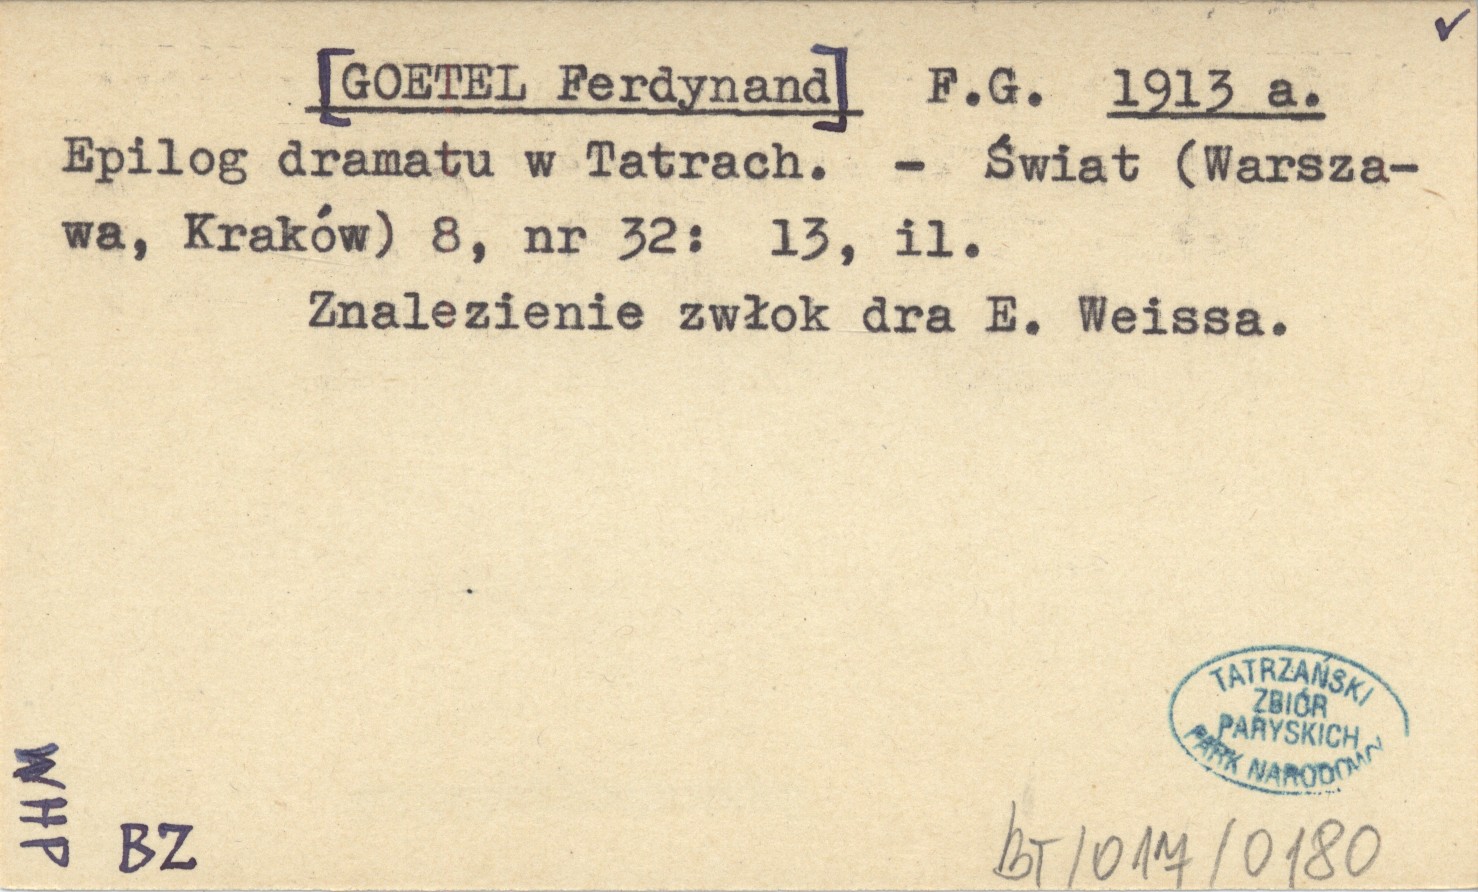 ✓
[GOETEL Ferdynand] F.G. 1913 a.
Epilog dramatu w Tatrach. - Świat (Warsza-
wa, Kraków) 8, nr 32: 13, il.
Znalezienie zwłok dra E. Weissa.
TATRZAŃSKI
ZBIÓR
PARYSKICH
PARK NARODOWY
WHP
BZ
BT/017/0180